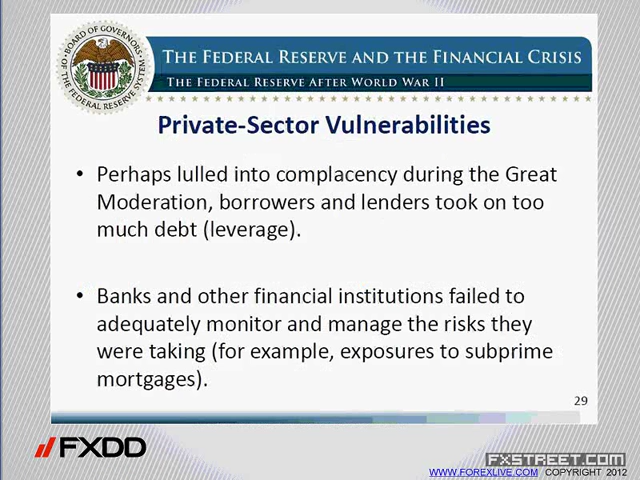 BOARD OF GOVERNORS
OF THE FEDERAL RESERVE SYSTEM
THE FEDERAL RESERVE AND THE FINANCIAL CRISIS
THE FEDERAL RESERVE AFTER WORLD WAR II
Private-Sector Vulnerabilities
• Perhaps lulled into complacency during the Great
Moderation, borrowers and lenders took on too
much debt (leverage).
• Banks and other financial institutions failed to
adequately monitor and manage the risks they
were taking (for example, exposures to subprime
mortgages).
29
FXDD
FXSTREET.COM
WWW.FOREXLIVE.COM COPYRIGHT 2012